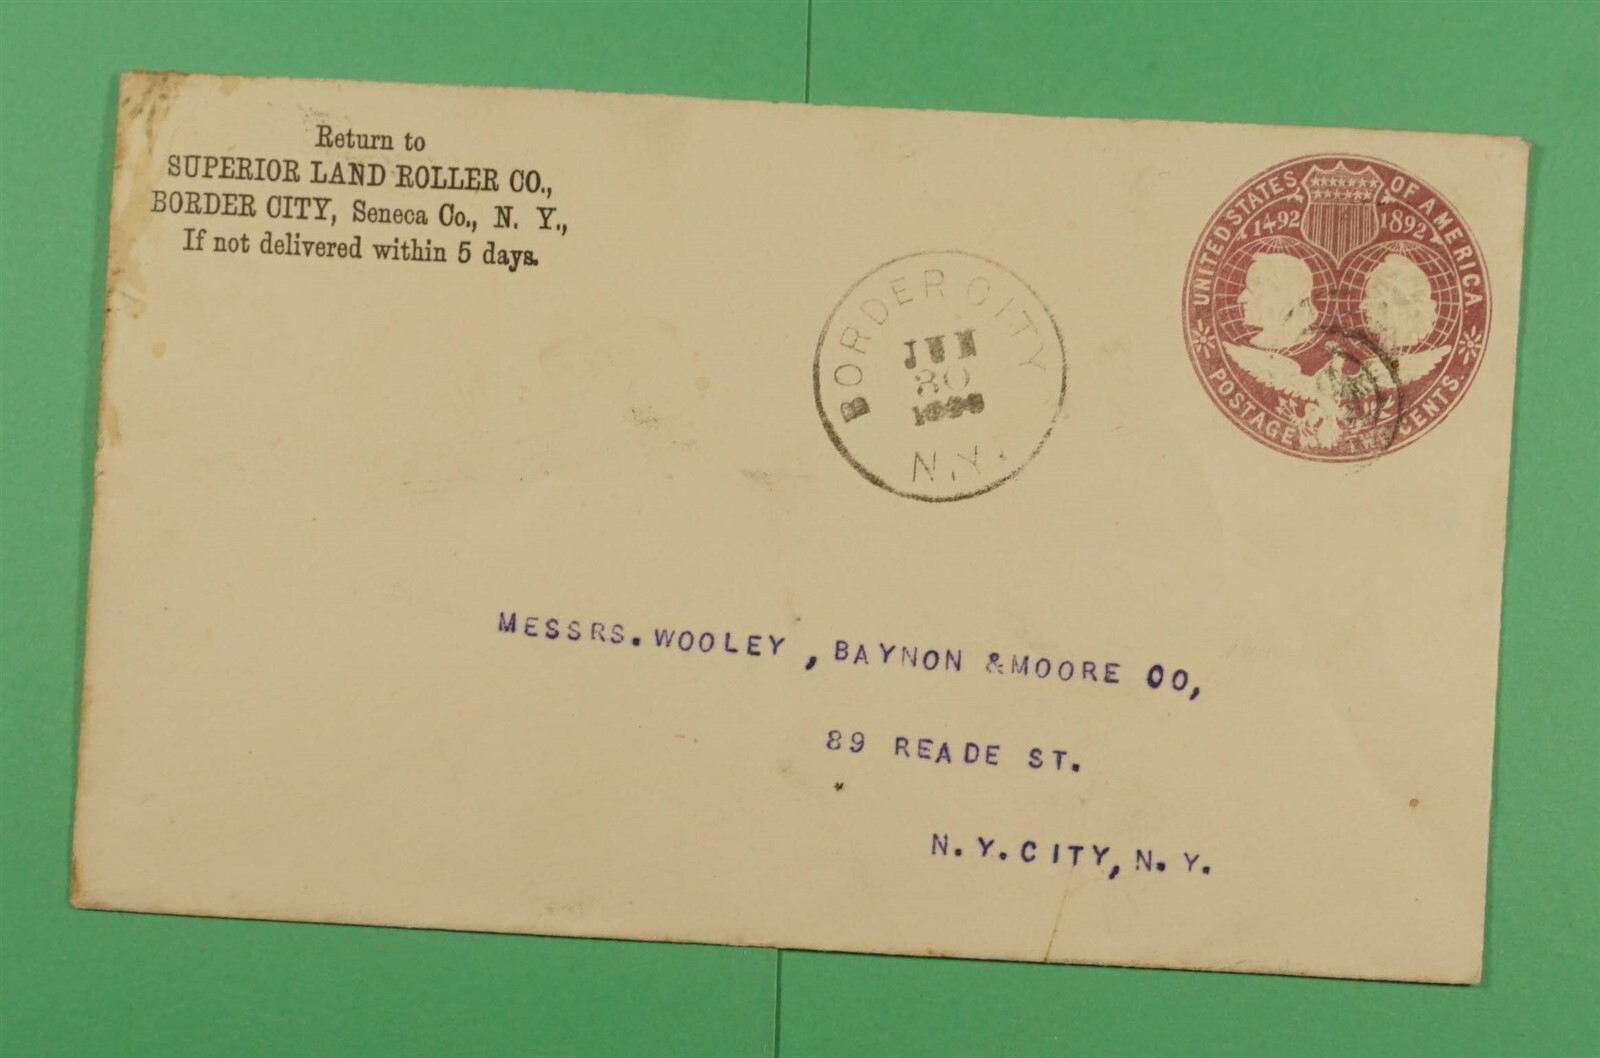 Return to
SUPERIOR LAND ROLLER CO.,
BORDER CITY, Seneca Co., N. Y.,
If not delivered within 5 days.
UNITED STATES OF AMERICA
1492 1892
POSTAGE TWO CENTS.
BORDER CITY
JUN
30
N.Y.
MESSRS. WOOLEY , BAYNON & MOORE CO,
89 READE ST.
N. Y. CITY, N. Y.